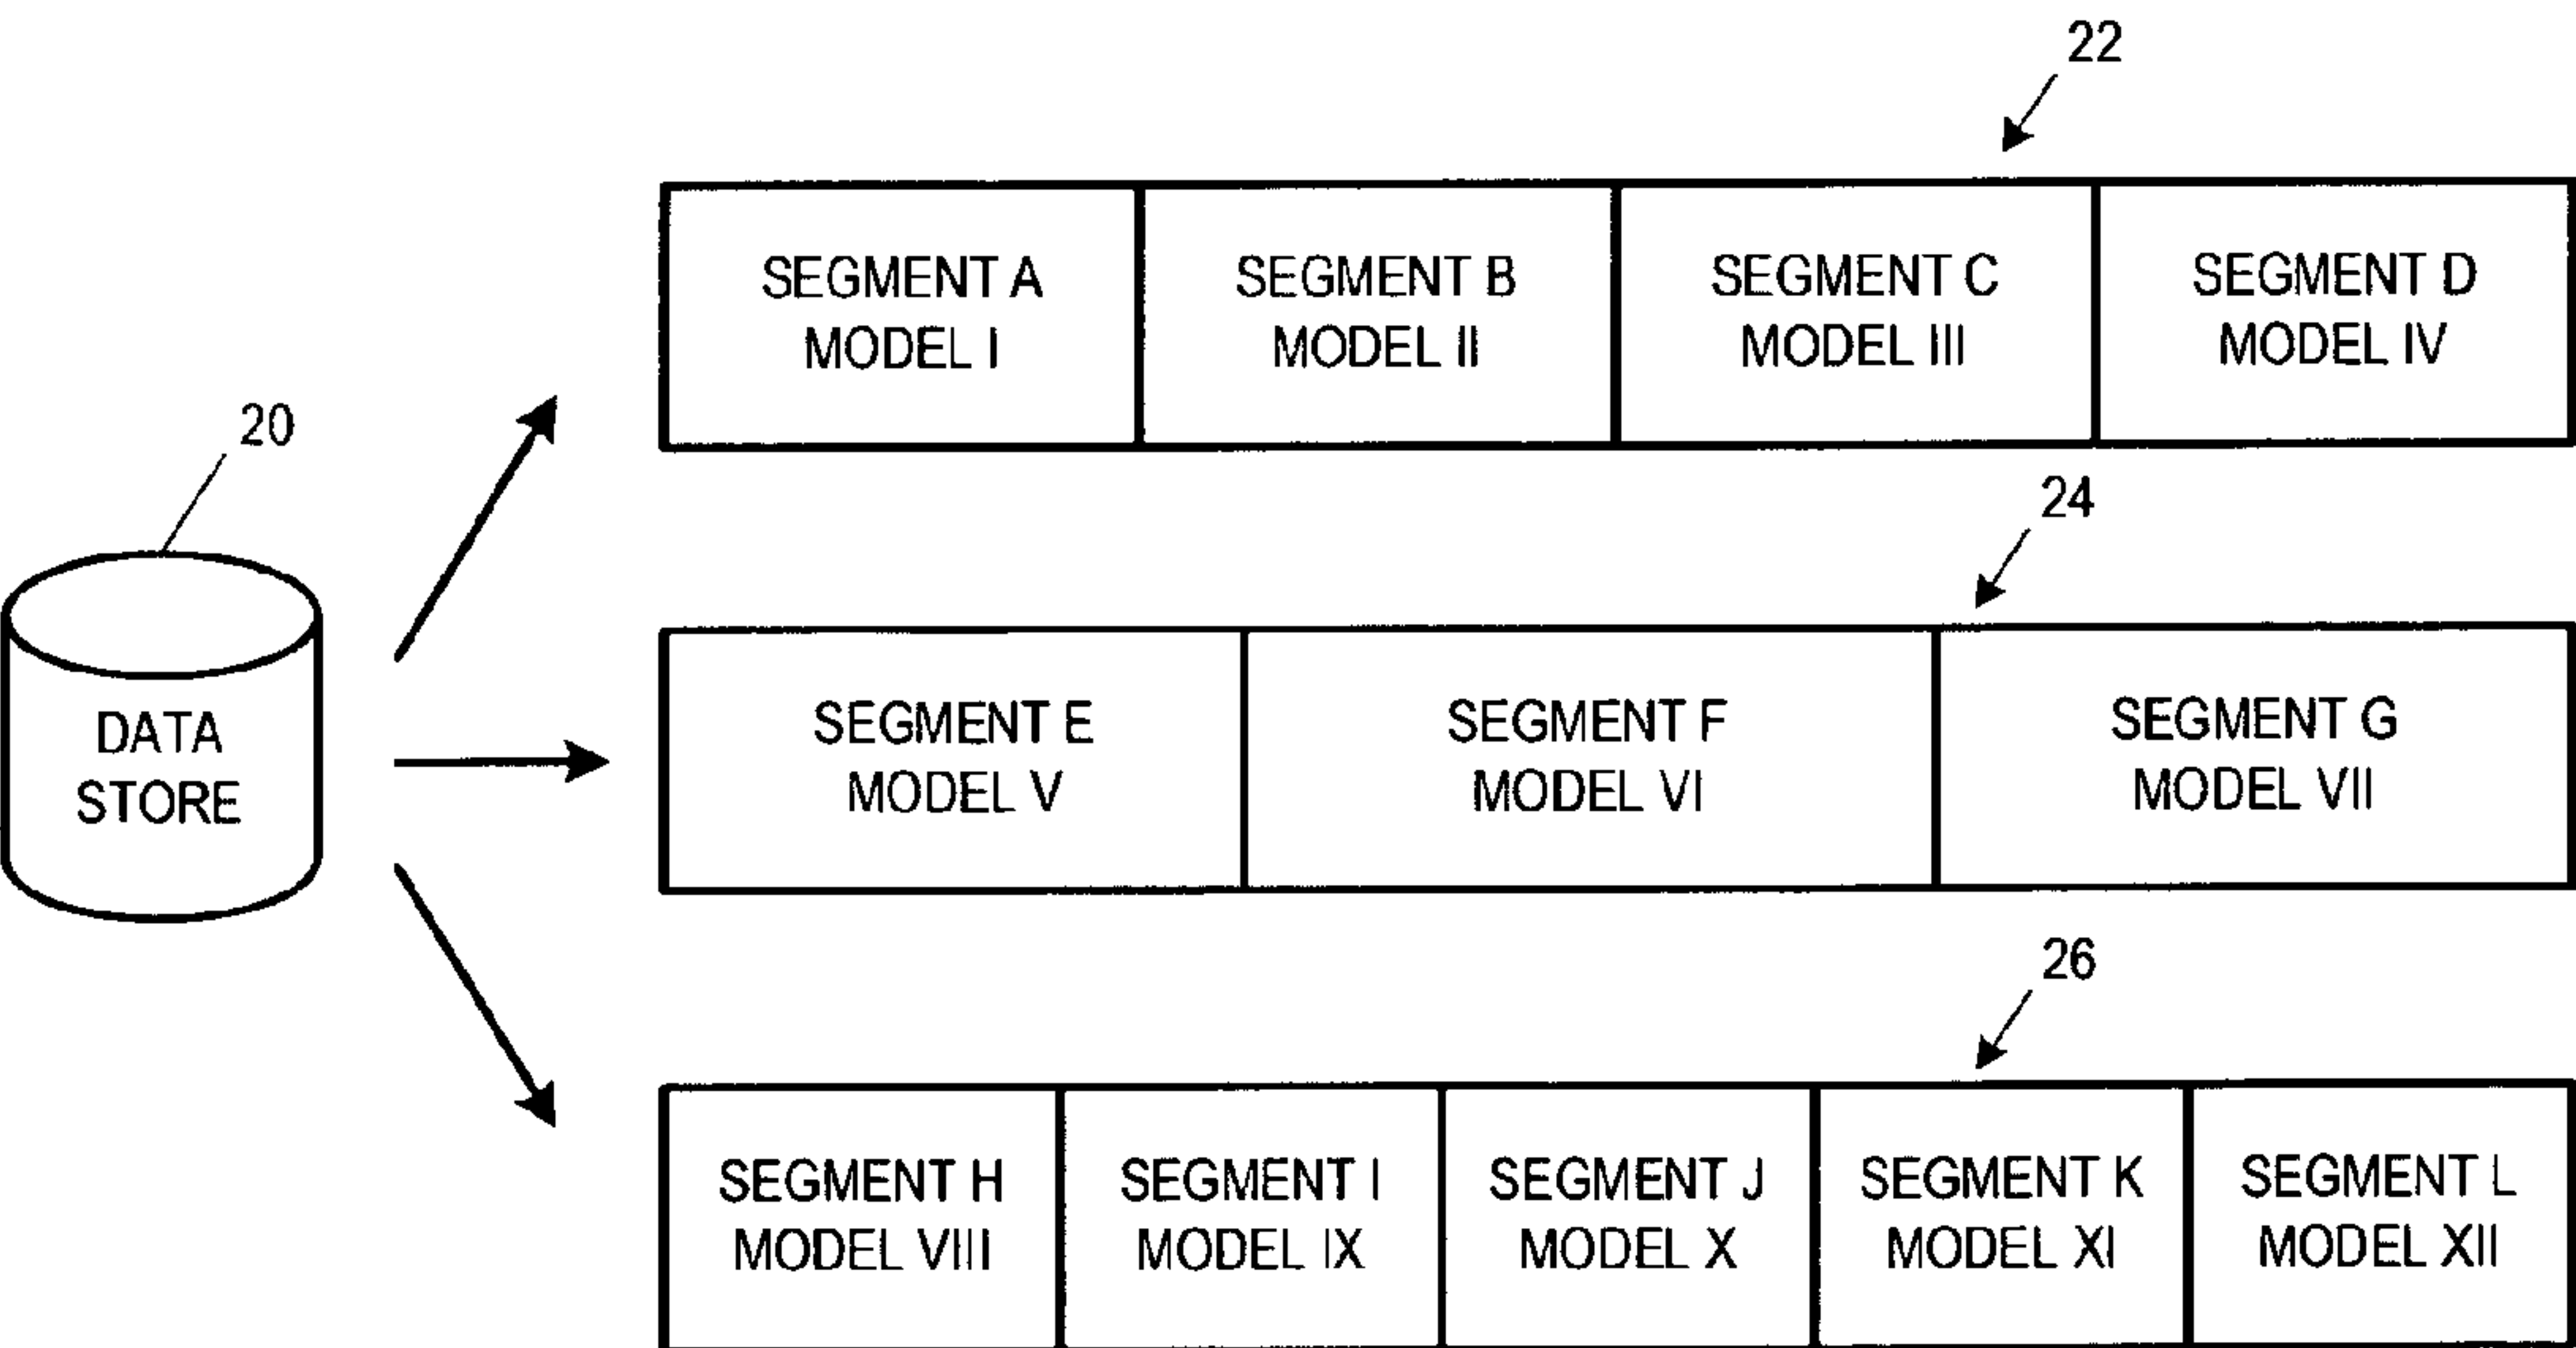 22
SEGMENT A
MODEL I
SEGMENT B
MODEL II
SEGMENT C
MODEL III
SEGMENT D
MODEL IV
20
DATA
STORE
24
SEGMENT E
MODEL V
SEGMENT F
MODEL VI
SEGMENT G
MODEL VII
26
SEGMENT H
MODEL VIII
SEGMENT I
MODEL IX
SEGMENT J
MODEL X
SEGMENT K
MODEL XI
SEGMENT L
MODEL XII